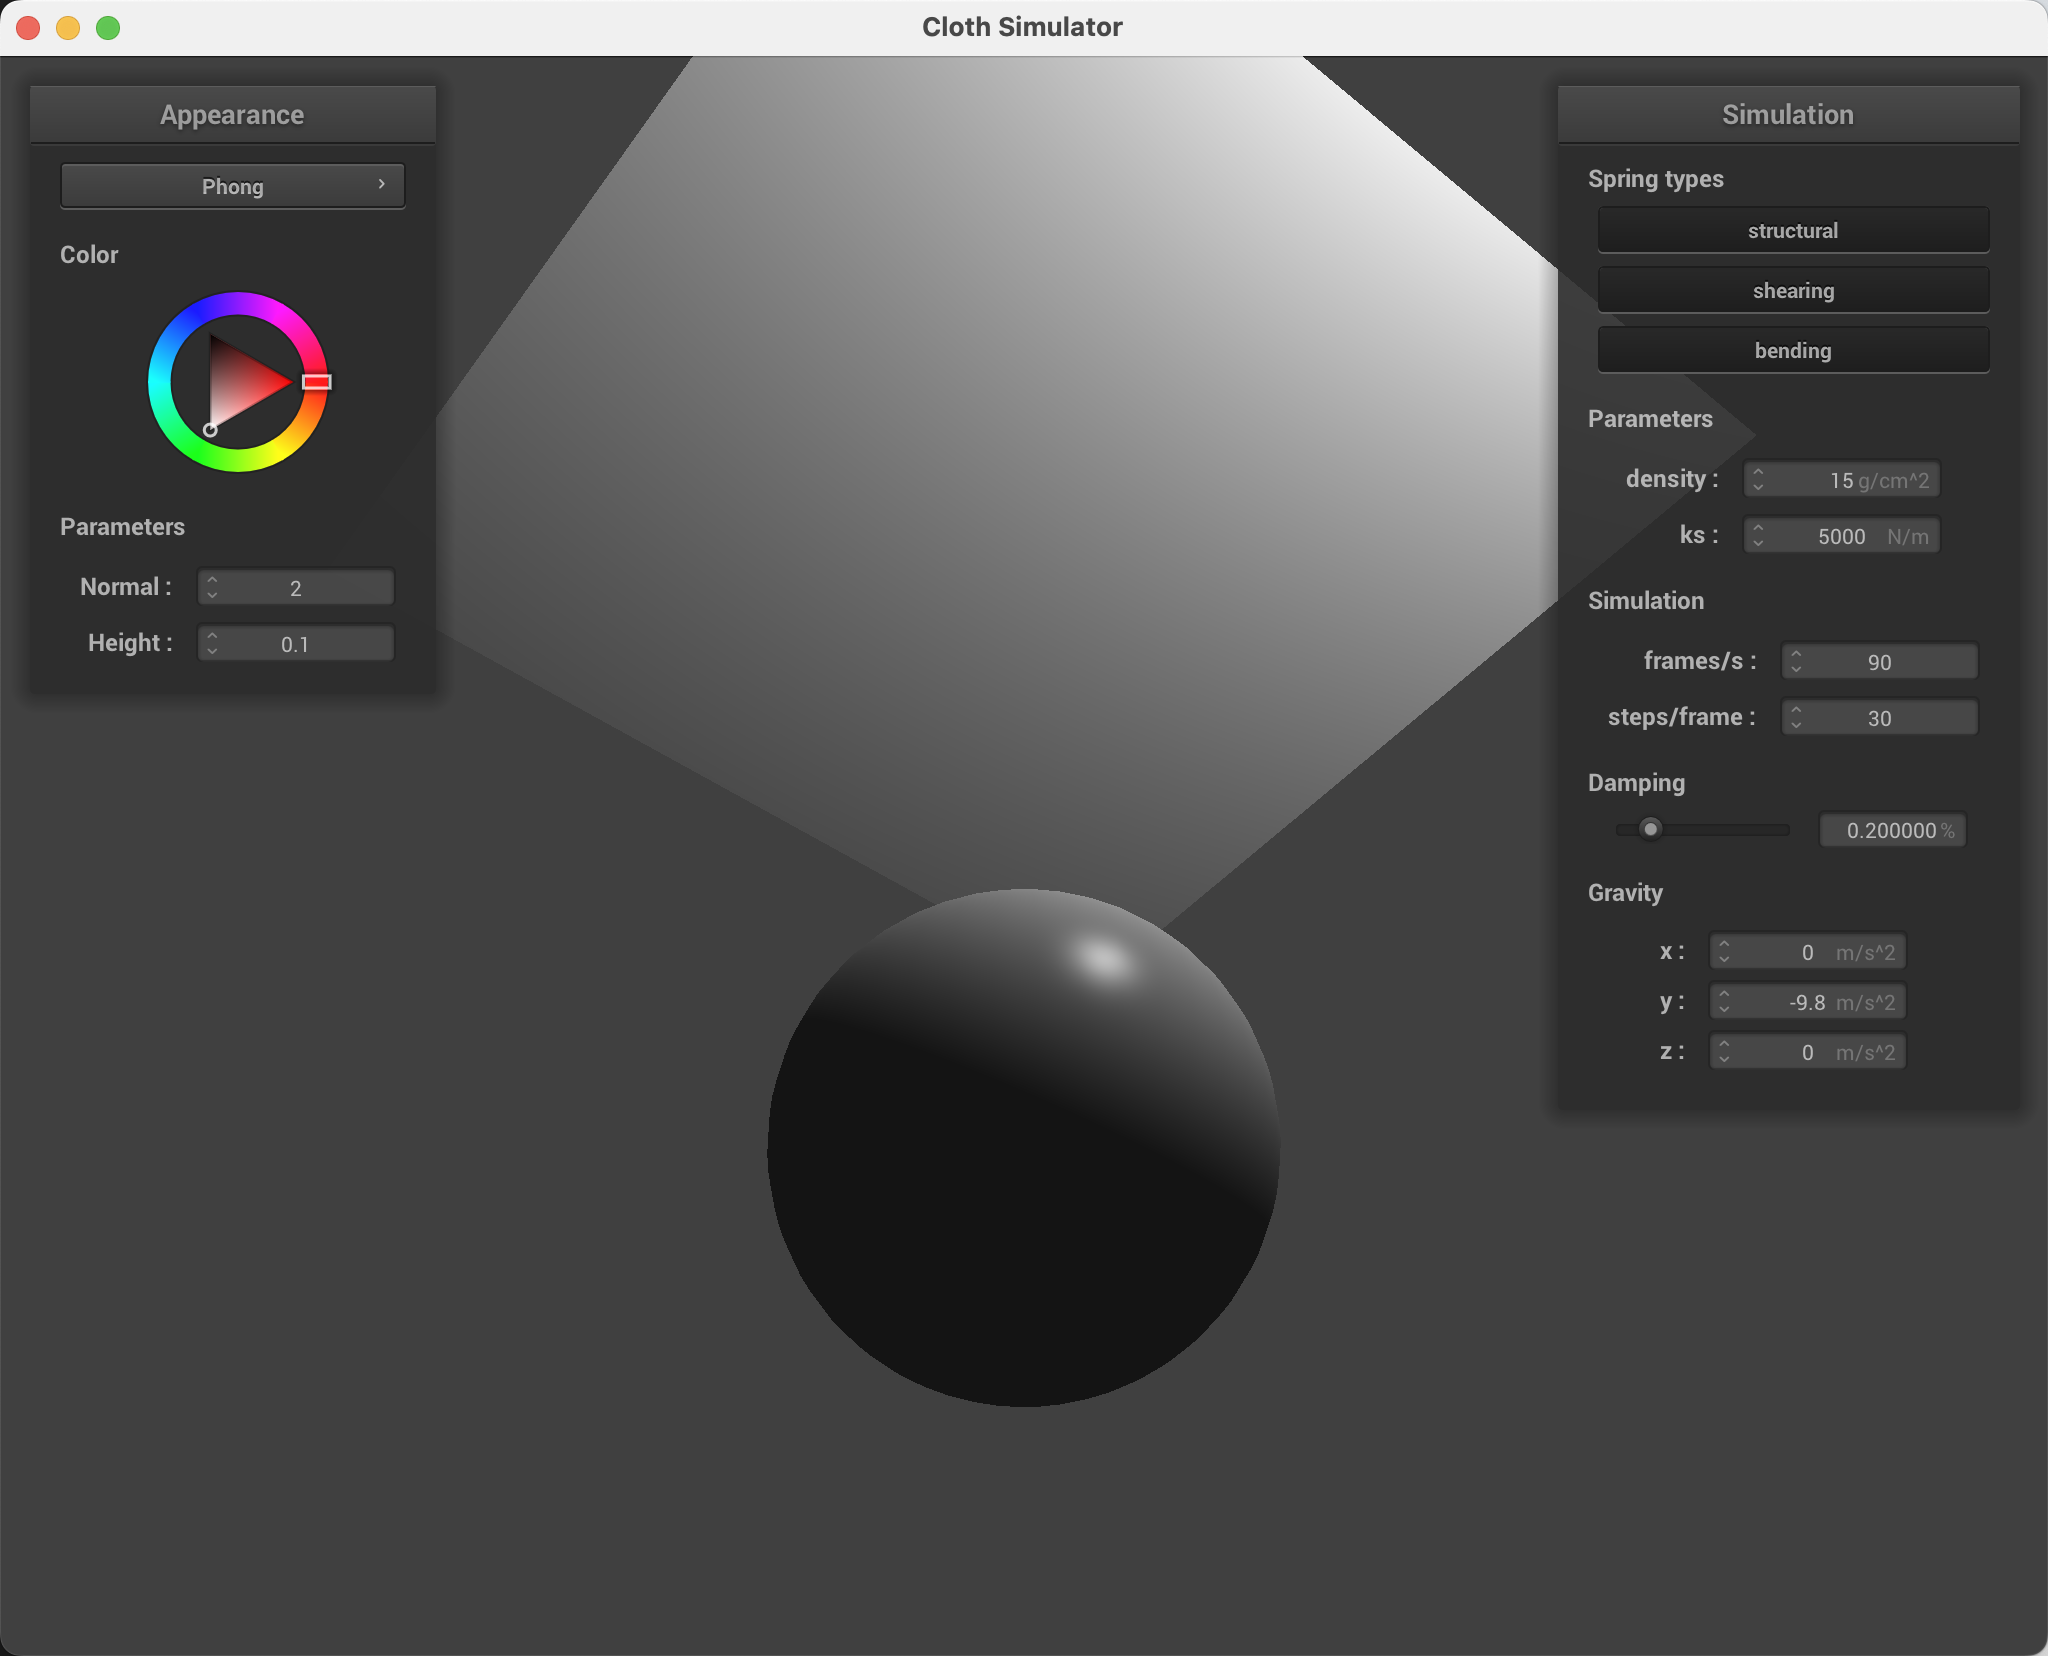 Cloth Simulator
Appearance
Phong
Color
Parameters
Normal : 2
Height : 0.1
Simulation
Spring types
structural
shearing
bending
Parameters
density : 15 g/cm^2
ks : 5000 N/m
Simulation
frames/s : 90
steps/frame : 30
Damping
0.200000 %
Gravity
x : 0 m/s^2
y : -9.8 m/s^2
z : 0 m/s^2